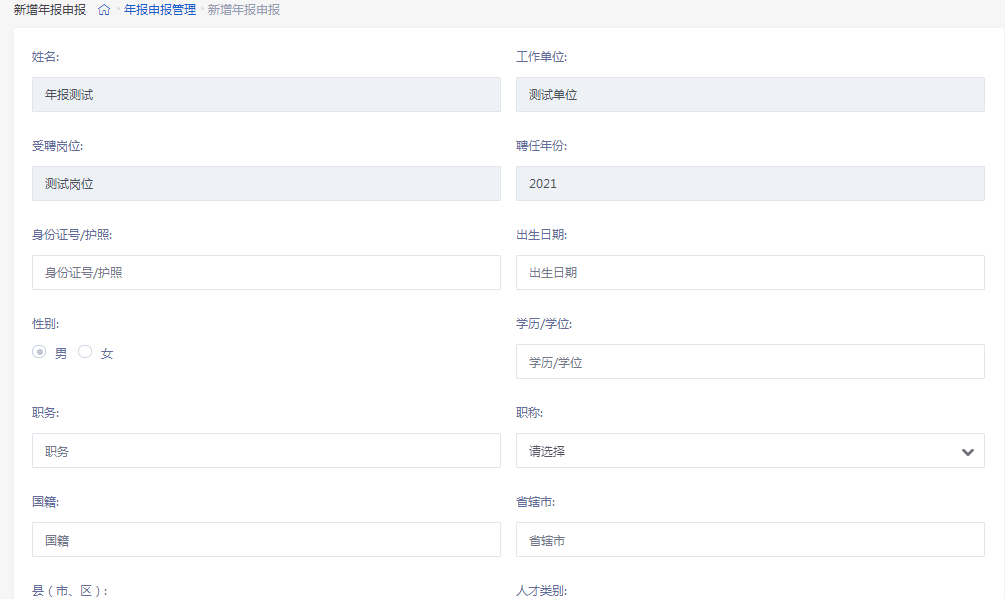 新增年报申报 · 年报申报管理 · 新增年报申报
姓名: 工作单位:
年报测试 测试单位
受聘岗位: 聘任年份:
测试岗位 2021
身份证号/护照: 出生日期:
身份证号/护照 出生日期
性别: 学历/学位:
男 女
学历/学位
职务: 职称:
职务 请选择
国籍: 省辖市:
国籍 省辖市
县（市、区）: 人才类别: